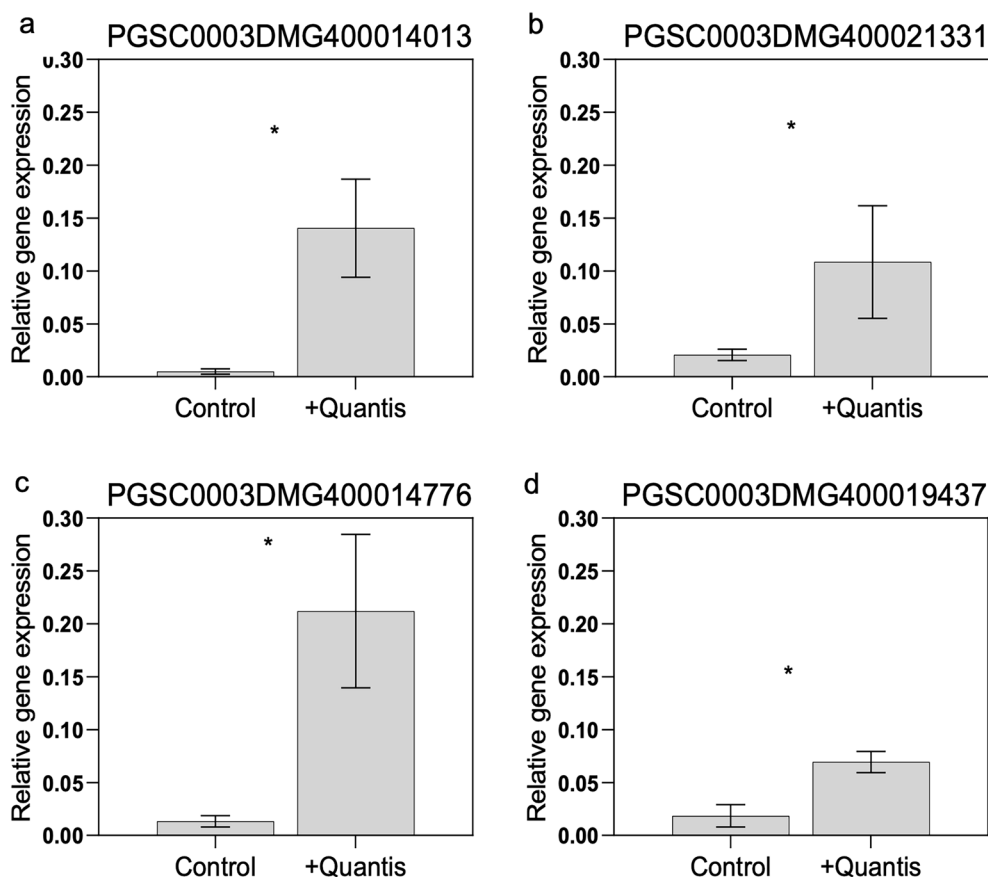 a
PGSC0003DMG400014013
Relative gene expression
0.30
0.25
0.20
0.15
0.10
0.05
0.00
*
Control +Quantis
b
PGSC0003DMG400021331
Relative gene expression
0.30
0.25
0.20
0.15
0.10
0.05
0.00
*
Control +Quantis
c
PGSC0003DMG400014776
Relative gene expression
0.30
0.25
0.20
0.15
0.10
0.05
0.00
*
Control +Quantis
d
PGSC0003DMG400019437
Relative gene expression
0.30
0.25
0.20
0.15
0.10
0.05
0.00
*
Control +Quantis